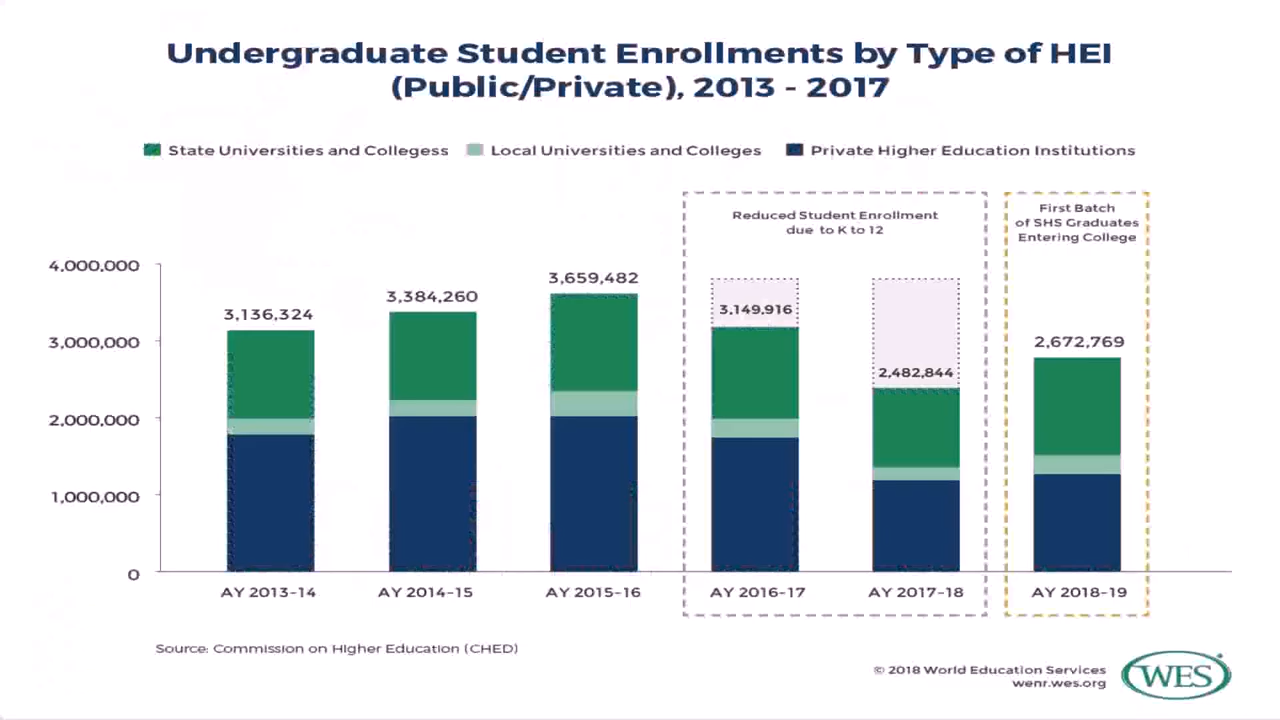 Undergraduate Student Enrollments by Type of HEI
(Public/Private), 2013 - 2017
State Universities and Collegess
Local Universities and Colleges
Private Higher Education Institutions
Reduced Student Enrollment
due to K to 12
First Batch
of SHS Graduates
Entering College
4,000,000
3,000,000
2,000,000
1,000,000
0
3,136,324
3,384,260
3,659,482
3,149,916
2,482,844
2,672,769
AY 2013-14
AY 2014-15
AY 2015-16
AY 2016-17
AY 2017-18
AY 2018-19
Source: Commission on Higher Education (CHED)
© 2018 World Education Services
wenr.wes.org
WES